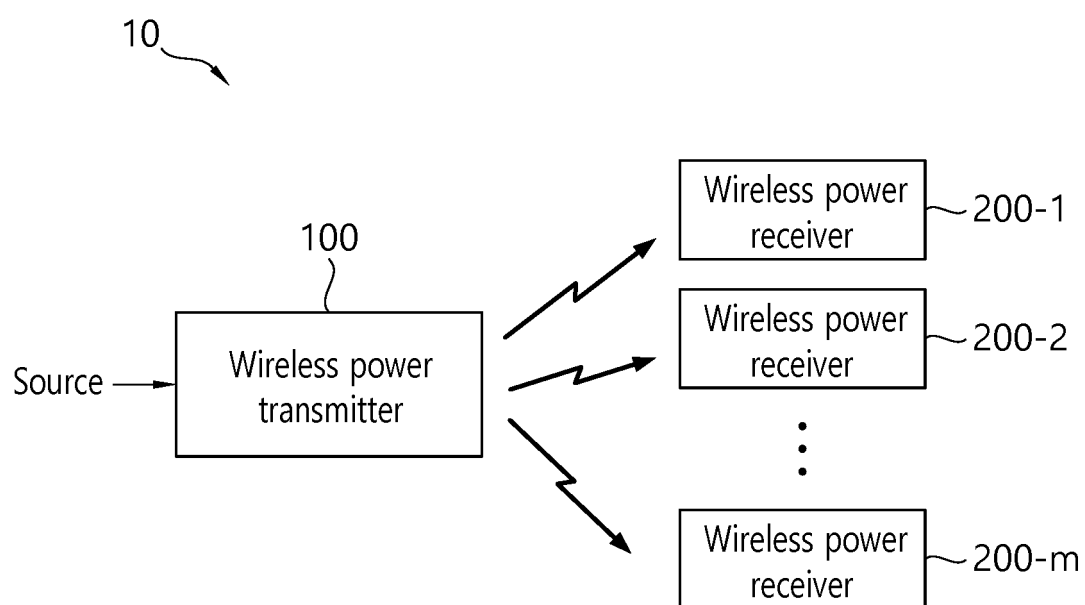 10
100
Source
Wireless power
transmitter
Wireless power
receiver
200-1
Wireless power
receiver
200-2
Wireless power
receiver
200-m